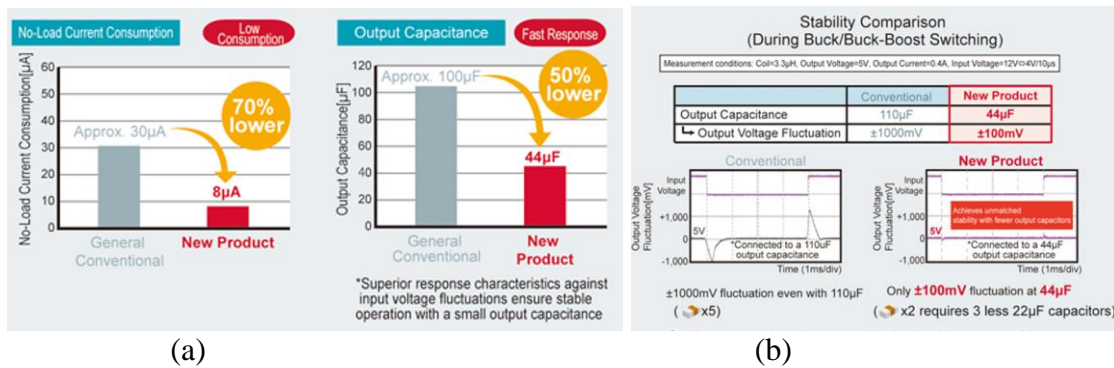 No-Load Current Consumption
Low
Consumption
No-Load Current Consumption[μA]
60
50
40
30
20
10
0
Approx. 30μA
70%
lower
8μA
General
Conventional
New Product
Output Capacitance
Fast Response
Output Capacitance[μF]
120
100
80
60
40
20
0
Approx. 100μF
50%
lower
44μF
General
Conventional
New
Product
*Superior response characteristics against
input voltage fluctuations ensure stable
operation with a small output capacitance
(a)
Stability Comparison
(During Buck/Buck-Boost Switching)
Measurement conditions: Coil=3.3μH, Output Voltage=5V, Output Current=0.4A, Input Voltage=12V⇔4V/10μs
Conventional New Product
Output Capacitance 110μF 44μF
Output Voltage Fluctuation ±1000mV ±100mV
Conventional
Input
Voltage
Output Voltage
Fluctuation[mV]
+1,000
5V
0
-1,000
*Connected to a 110uF
output capacitance
Time (1ms/div)
±1000mV fluctuation even with 110μF
( x5)
New Product
Input
Voltage
Output Voltage
Fluctuation[mV]
+1,000
5V
0
-1,000
Achieves unmatched
stability with fewer output capacitors
*Connected to a 44μF
output capacitance
Time (1ms/div)
Only ±100mV fluctuation at 44μF
( x2 requires 3 less 22μF capacitors)
(b)